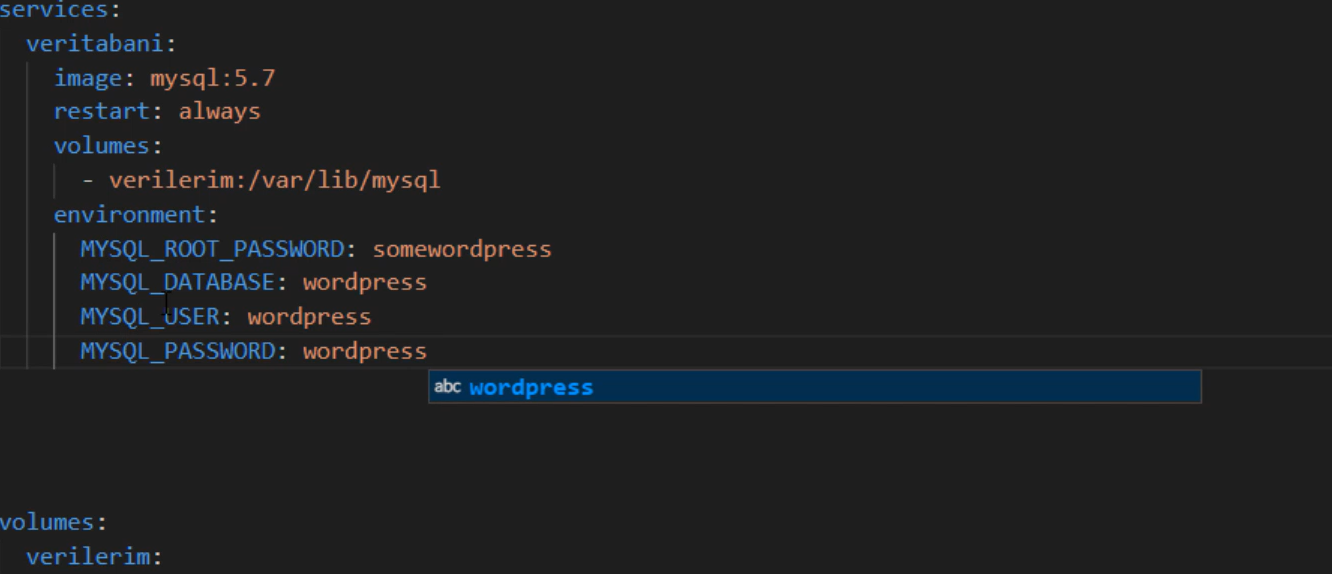 services:
veritabani:
image: mysql:5.7
restart: always
volumes:
- verilerim:/var/lib/mysql
environment:
MYSQL_ROOT_PASSWORD: somewordpress
MYSQL_DATABASE: wordpress
MYSQL_USER: wordpress
MYSQL_PASSWORD: wordpress
abc wordpress
volumes:
verilerim: